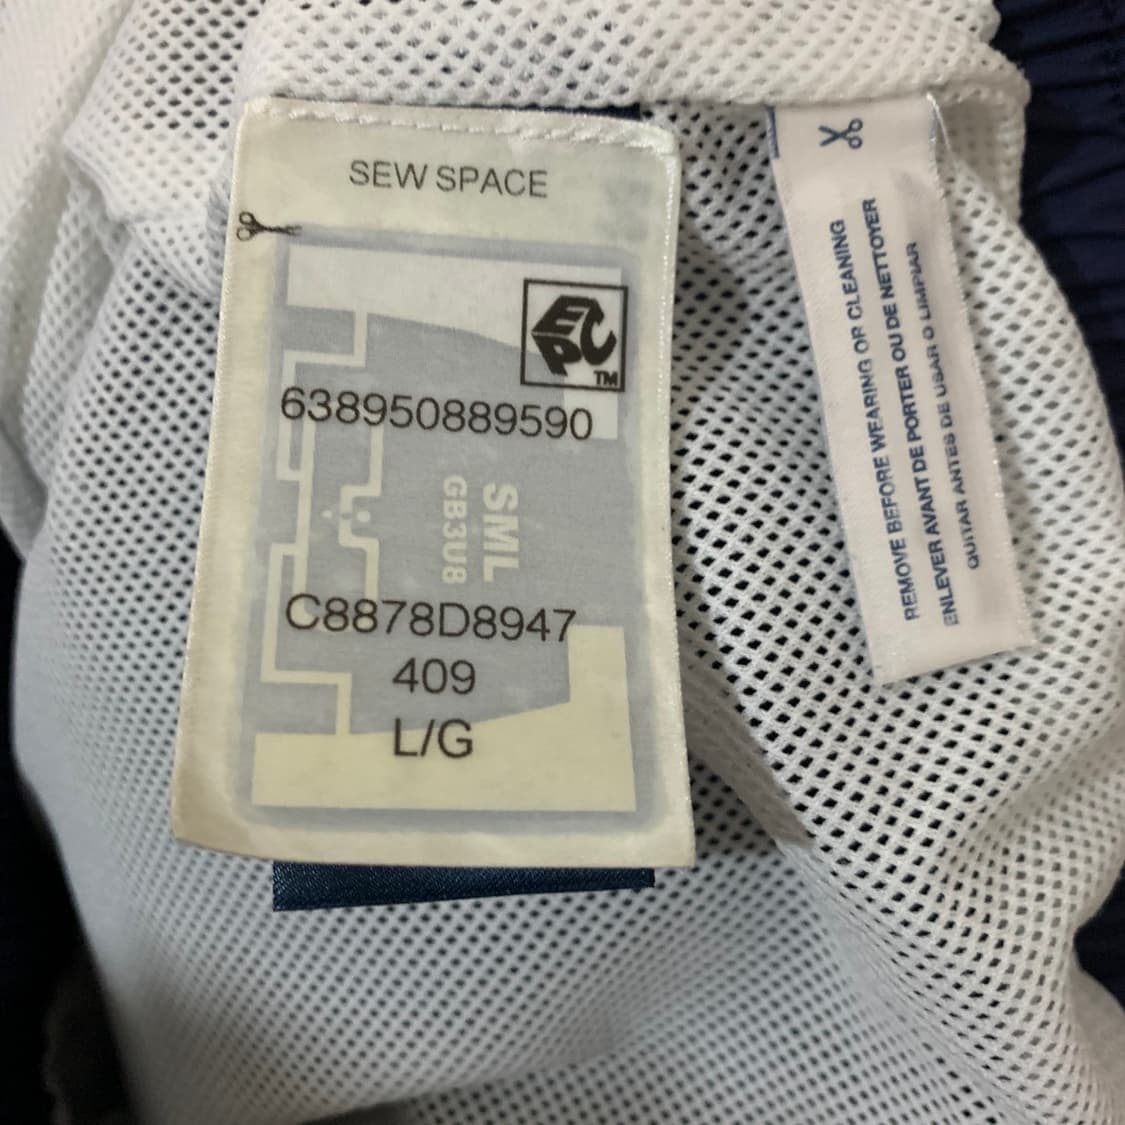 SEW SPACE
EPC
TM
638950889590
SML
GB3U8
C8878D8947
409
L/G
REMOVE BEFORE WEARING OR CLEANING
ENLEVER AVANT DE PORTER OU DE NETTOYER
QUITAR ANTES DE USAR O LIMPIAR